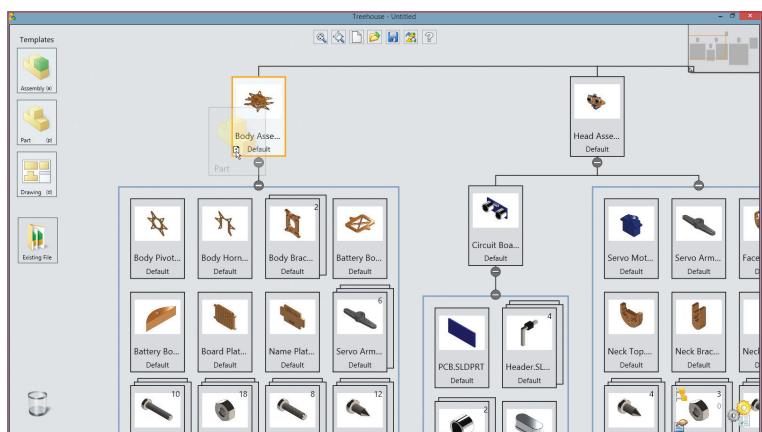 Treehouse - Untitled
Templates
Assembly (a)
Part (p)
Drawing (d)
Existing File
Body Asse...
Default
Part
Head Asse...
Default
Circuit Boa...
Default
Body Pivot...
Default
Body Horn...
Default
2
Body Brac...
Default
Battery Bo...
Default
Servo Mot...
Default
Servo Arm...
Default
Face
Battery Bo...
Default
Board Plat...
Default
Name Plat...
Default
6
Servo Arm...
Default
PCB.SLDPRT
Default
4
Header.SL...
Default
Neck Top....
Default
Neck Brac...
Default
Neck
10
18
8
12
2
4
3
0